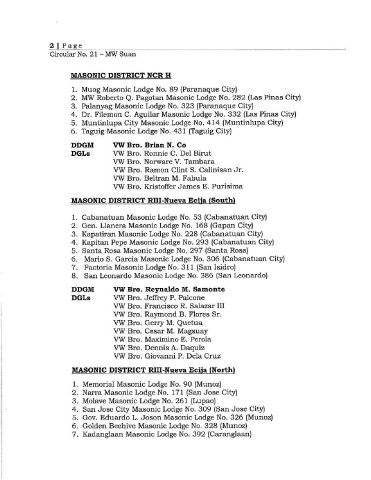 2 | Page
Circular No. 21 – MW Suan
MASONIC DISTRICT NCR H
1. Muog Masonic Lodge No. 89 (Paranaque City)
2. MW Roberto Q. Pagotan Masonic Lodge No. 282 (Las Pinas City)
3. Palanyag Masonic Lodge No. 323 (Paranaque City)
4. Dr. Filemon C. Aguilar Masonic Lodge No. 332 (Las Pinas City)
5. Muntinlupa City Masonic Lodge No. 414 (Muntinlupa City)
6. Taguig Masonic Lodge No. 431 (Taguig City)
DDGM VW Bro. Brian N. Co
DGLs VW Bro. Ronnie C. Del Birut
VW Bro. Norware V. Tambara
VW Bro. Ramon Clint S. Calinisan Jr.
VW Bro. Beltran M. Fabula
VW Bro. Kristoffer James E. Purisima
MASONIC DISTRICT RIII-Nueva Ecija (South)
1. Cabanatuan Masonic Lodge No. 53 (Cabanatuan City)
2. Gen. Llanera Masonic Lodge No. 168 (Gapan City)
3. Kapatiran Masonic Lodge No. 228 (Cabanatuan City)
4. Kapitan Pepe Masonic Lodge No. 293 (Cabanatuan City)
5. Santa Rosa Masonic Lodge No. 297 (Santa Rosa)
6. Mario S. Garcia Masonic Lodge No. 306 (Cabanatuan City)
7. Factoria Masonic Lodge No. 311 (San Isidro)
8. San Leonardo Masonic Lodge No. 386 (San Leonardo)
DDGM VW Bro. Reynaldo M. Samonte
DGLs VW Bro. Jeffrey P. Falcone
VW Bro. Francisco R. Salazar III
VW Bro. Raymond B. Flores Sr.
VW Bro. Gerry M. Quetua
VW Bro. Cesar M. Magsuay
VW Bro. Maximino E. Perola
VW Bro. Dennis A. Daquiz
VW Bro. Giovanni P. Dela Cruz
MASONIC DISTRICT RIII-Nueva Ecija (North)
1. Memorial Masonic Lodge No. 90 (Munoz)
2. Narra Masonic Lodge No. 171 (San Jose City)
3. Molave Masonic Lodge No. 261 (Lupao)
4. San Jose City Masonic Lodge No. 309 (San Jose City)
5. Gov. Eduardo L. Joson Masonic Lodge No. 326 (Munoz)
6. Golden Beehive Masonic Lodge No. 328 (Munoz)
7. Kadanglaan Masonic Lodge No. 392 (Caranglaan)